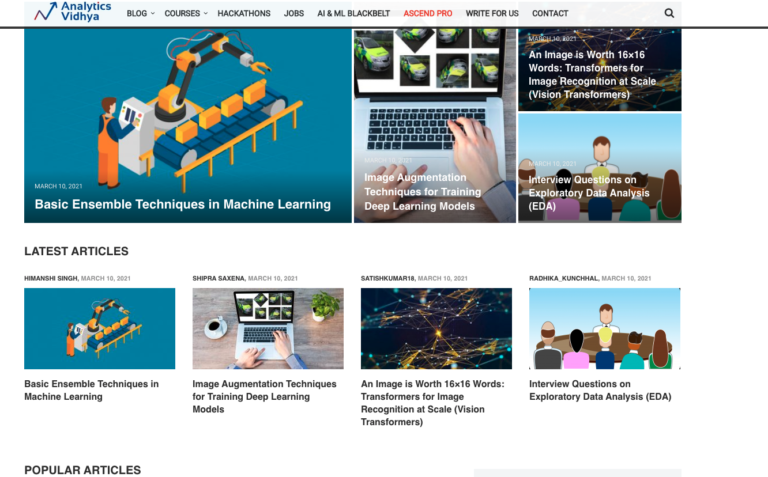 Analytics
Vidhya
BLOG COURSES HACKATHONS JOBS AI & ML BLACKBELT ASCEND PRO WRITE FOR US CONTACT
MARCH 10, 2021
Basic Ensemble Techniques in Machine Learning
MARCH 10, 2021
Image Augmentation
Techniques for Training
Deep Learning Models
MARCH 10, 2021
An Image is Worth 16×16
Words: Transformers for
Image Recognition at Scale
(Vision Transformers)
MARCH 10, 2021
Interview Questions on
Exploratory Data Analysis
(EDA)
LATEST ARTICLES
HIMANSHI SINGH, MARCH 10, 2021
Basic Ensemble Techniques in
Machine Learning
SHIPRA SAXENA, MARCH 10, 2021
Image Augmentation Techniques
for Training Deep Learning
Models
SATISHKUMAR18, MARCH 10, 2021
An Image is Worth 16×16 Words:
Transformers for Image
Recognition at Scale (Vision
Transformers)
RADHIKA_KUNCHHAL, MARCH 10, 2021
Interview Questions on
Exploratory Data Analysis (EDA)
POPULAR ARTICLES